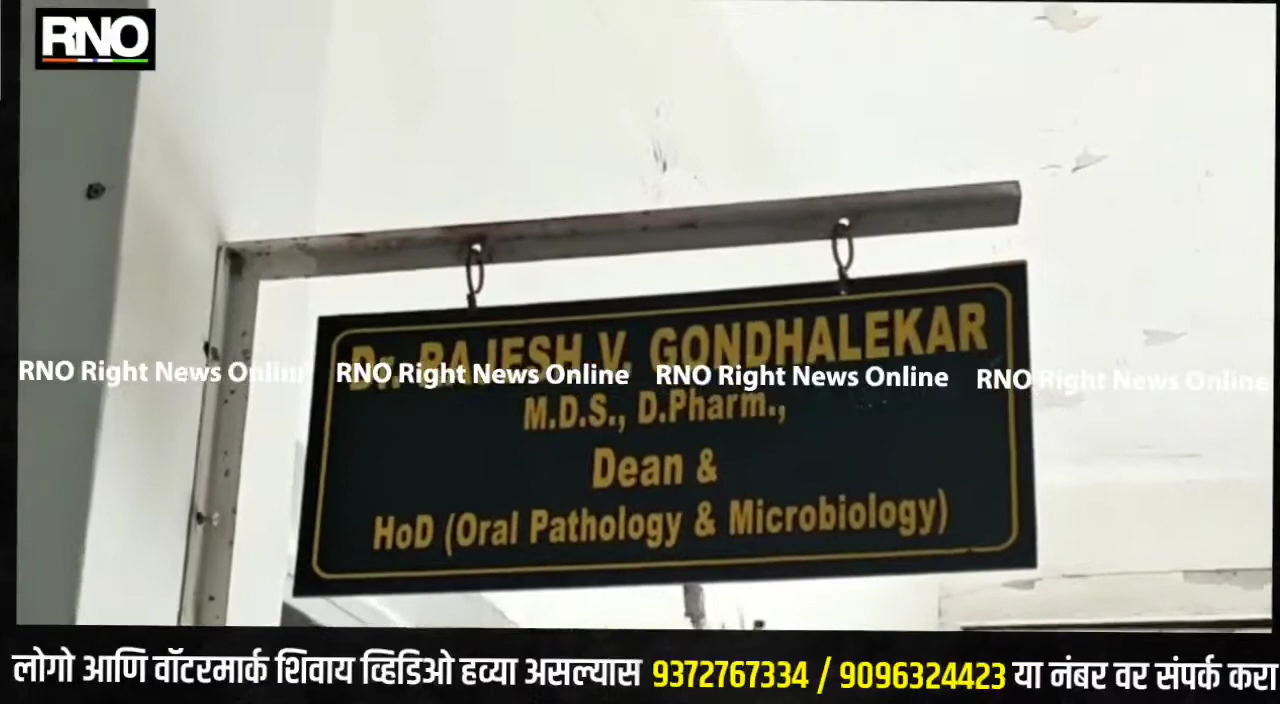 RNO
Dr. RAJESH V. GONDHALEKAR
RNO Right News Online RNO Right News Online RNO Right News Online RNO Right News Online
M.D.S., D.Pharm.,
Dean &
HoD (Oral Pathology & Microbiology)
लोगो आणि वॉटरमार्क शिवाय व्हिडिओ हव्या असल्यास 9372767334 / 9096324423 या नंबर वर संपर्क करा